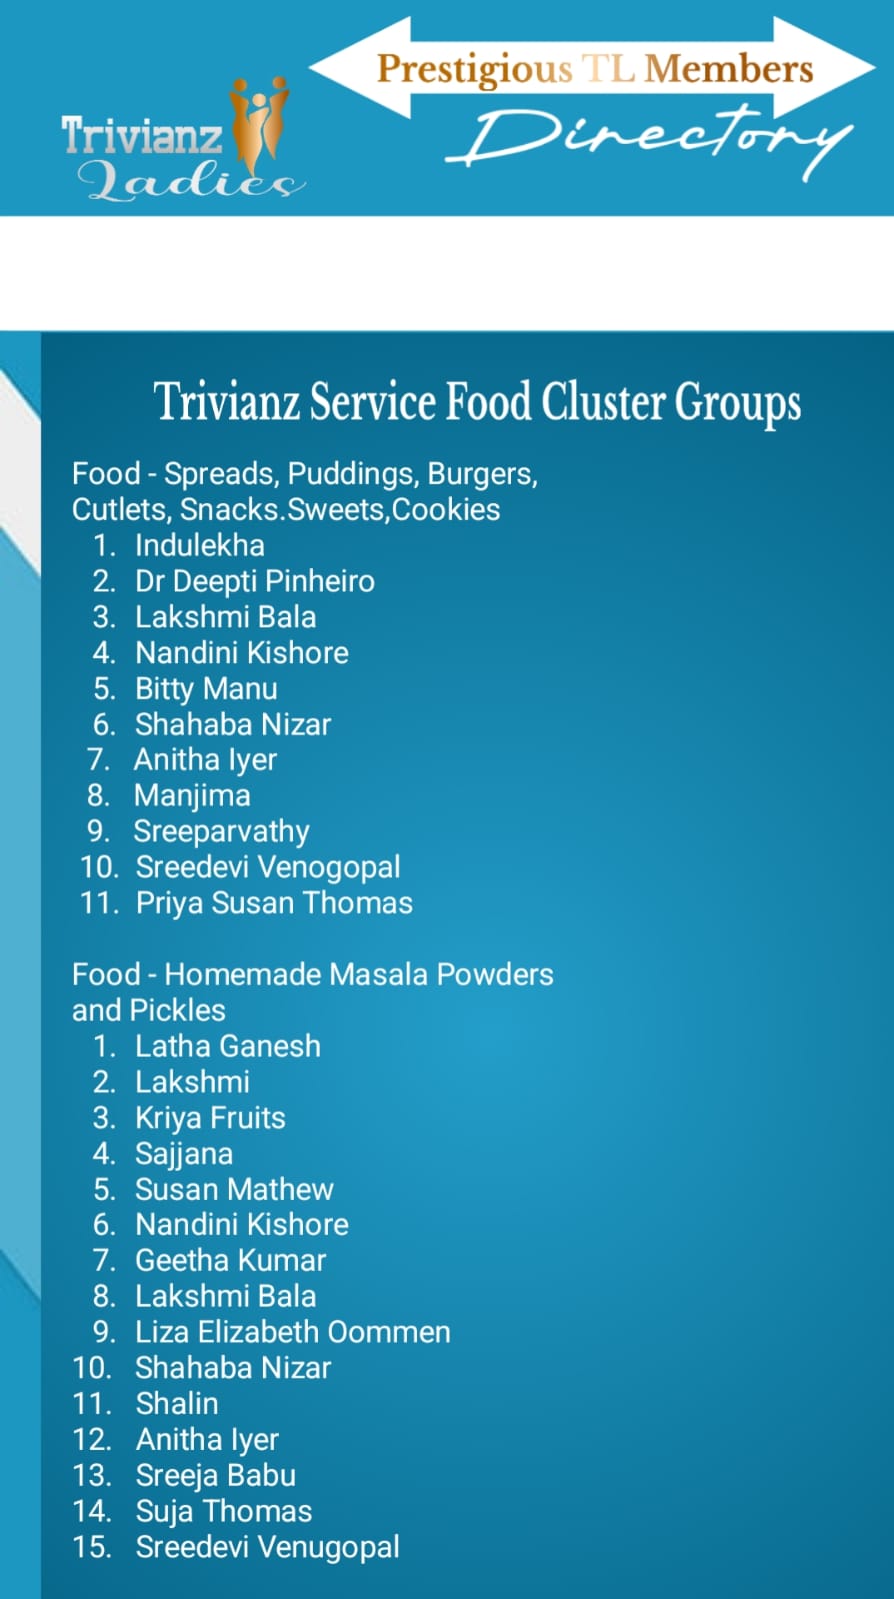 Prestigious TL Members
Directory
Trivianz
Ladies
Trivianz Service Food Cluster Groups
Food - Spreads, Puddings, Burgers,
Cutlets, Snacks.Sweets,Cookies
1. Indulekha
2. Dr Deepti Pinheiro
3. Lakshmi Bala
4. Nandini Kishore
5. Bitty Manu
6. Shahaba Nizar
7. Anitha Iyer
8. Manjima
9. Sreeparvathy
10. Sreedevi Venogopal
11. Priya Susan Thomas
Food - Homemade Masala Powders
and Pickles
1. Latha Ganesh
2. Lakshmi
3. Kriya Fruits
4. Sajjana
5. Susan Mathew
6. Nandini Kishore
7. Geetha Kumar
8. Lakshmi Bala
9. Liza Elizabeth Oommen
10. Shahaba Nizar
11. Shalin
12. Anitha Iyer
13. Sreeja Babu
14. Suja Thomas
15. Sreedevi Venugopal